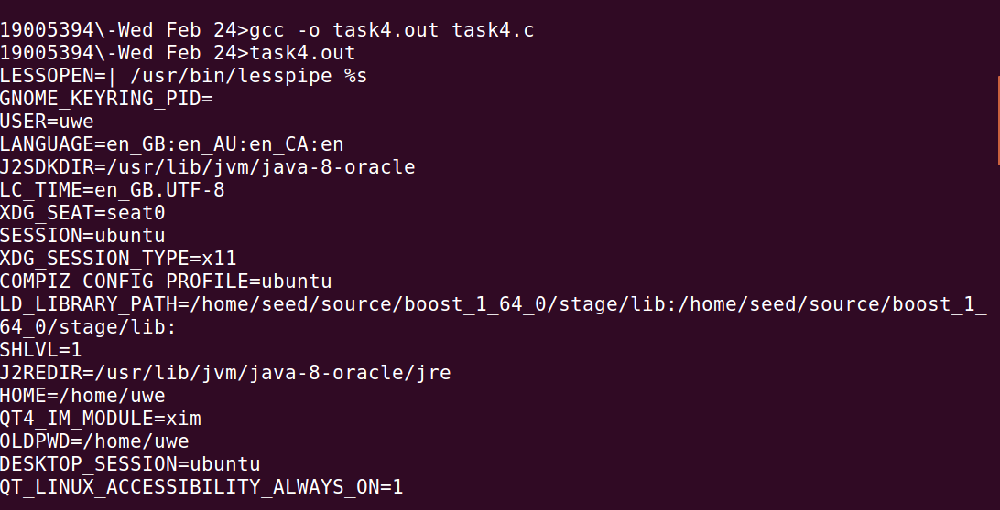 19005394\-Wed Feb 24>gcc -o task4.out task4.c
19005394\-Wed Feb 24>task4.out
LESSOPEN=| /usr/bin/lesspipe %s
GNOME_KEYRING_PID=
USER=uwe
LANGUAGE=en_GB:en_AU:en_CA:en
J2SDKDIR=/usr/lib/jvm/java-8-oracle
LC_TIME=en_GB.UTF-8
XDG_SEAT=seat0
SESSION=ubuntu
XDG_SESSION_TYPE=x11
COMPIZ_CONFIG_PROFILE=ubuntu
LD_LIBRARY_PATH=/home/seed/source/boost_1_64_0/stage/lib:/home/seed/source/boost_1_
64_0/stage/lib:
SHLVL=1
J2REDIR=/usr/lib/jvm/java-8-oracle/jre
HOME=/home/uwe
QT4_IM_MODULE=xim
OLDPWD=/home/uwe
DESKTOP_SESSION=ubuntu
QT_LINUX_ACCESSIBILITY_ALWAYS_ON=1